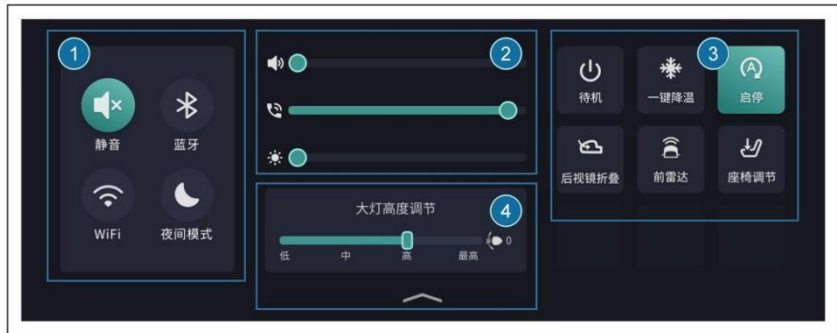 1
静音
蓝牙
WiFi
夜间模式
2
大灯高度调节
4
0
低 中 高 最高
3
待机
一键降温
A
启停
后视镜折叠
前雷达
座椅调节